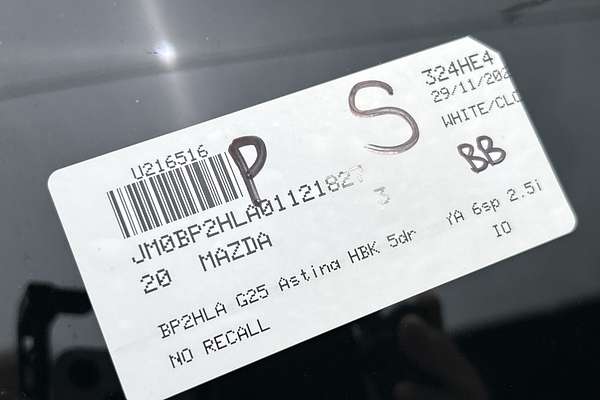 U216516
P
S
324HE4
29/11/202
WHITE/CLO
BB
JM0BP2HLA01121827
3
20 MAZDA
BP2HLA G25 Astina HBK 5dr YA 6sp 2.5i
NO RECALL
IO